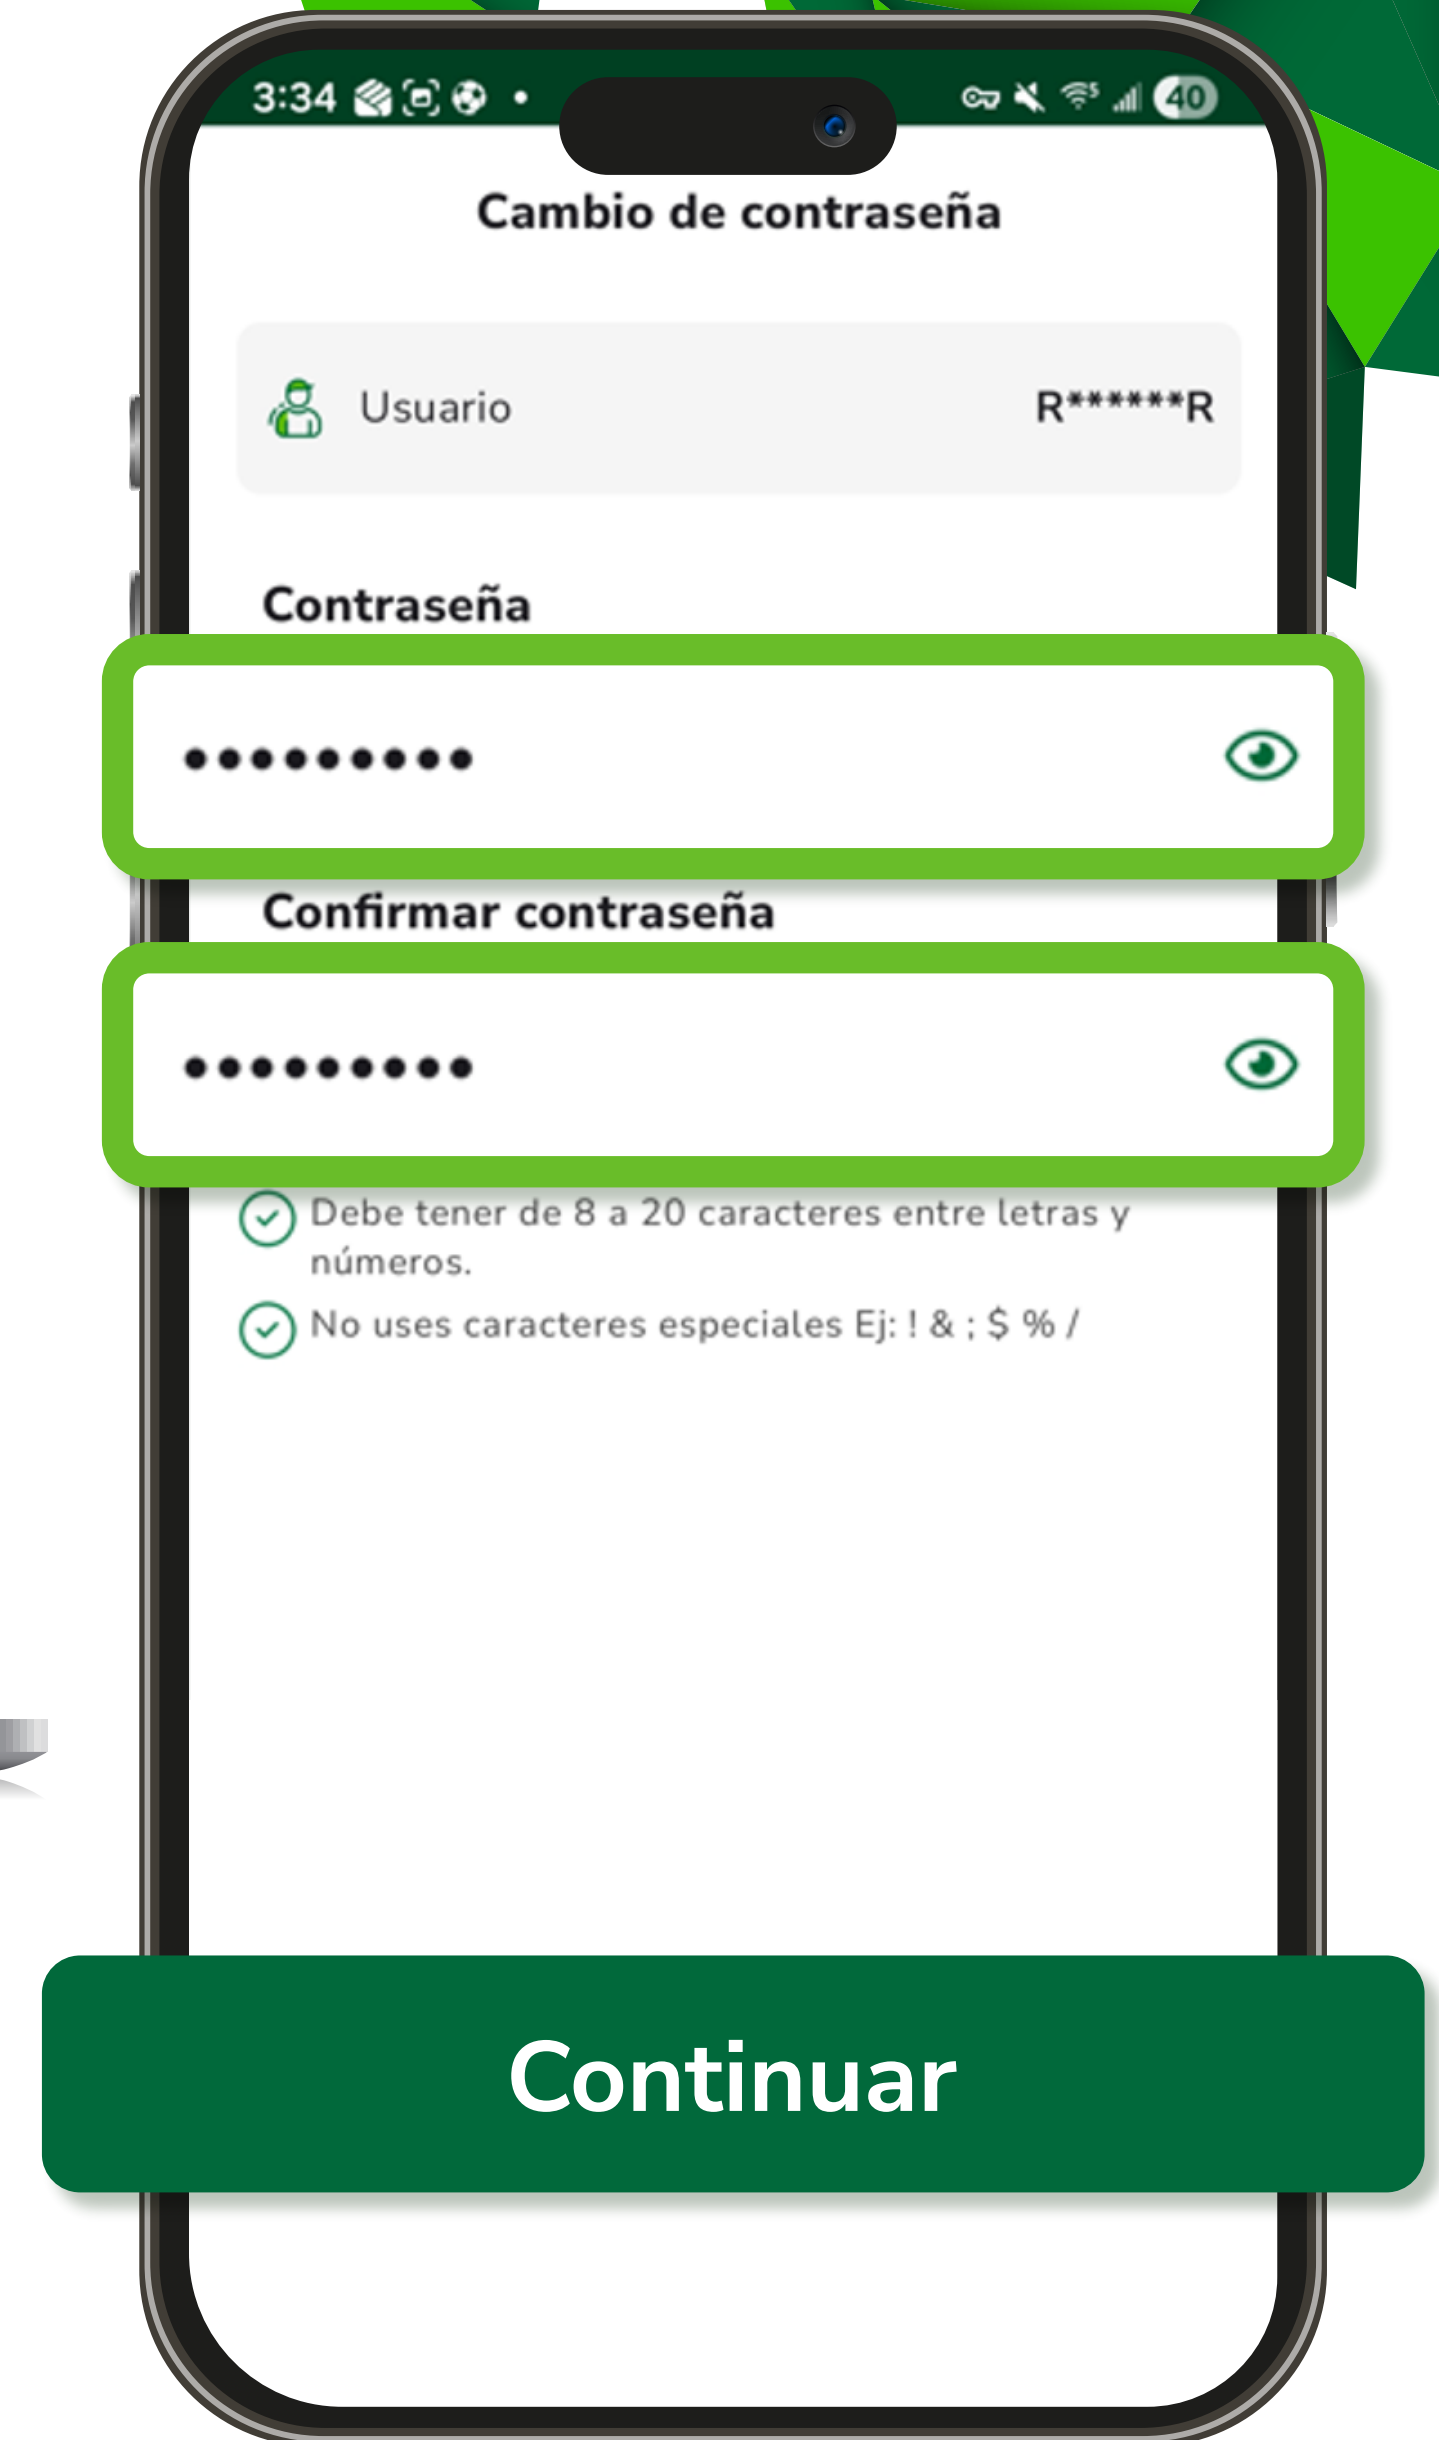 3:34
5
40
Cambio de contraseña
Usuario R******R
Contraseña
•••••••••
Confirmar contraseña
•••••••••
Debe tener de 8 a 20 caracteres entre letras y
números.
No uses caracteres especiales Ej: ! & ; $ % /
Continuar